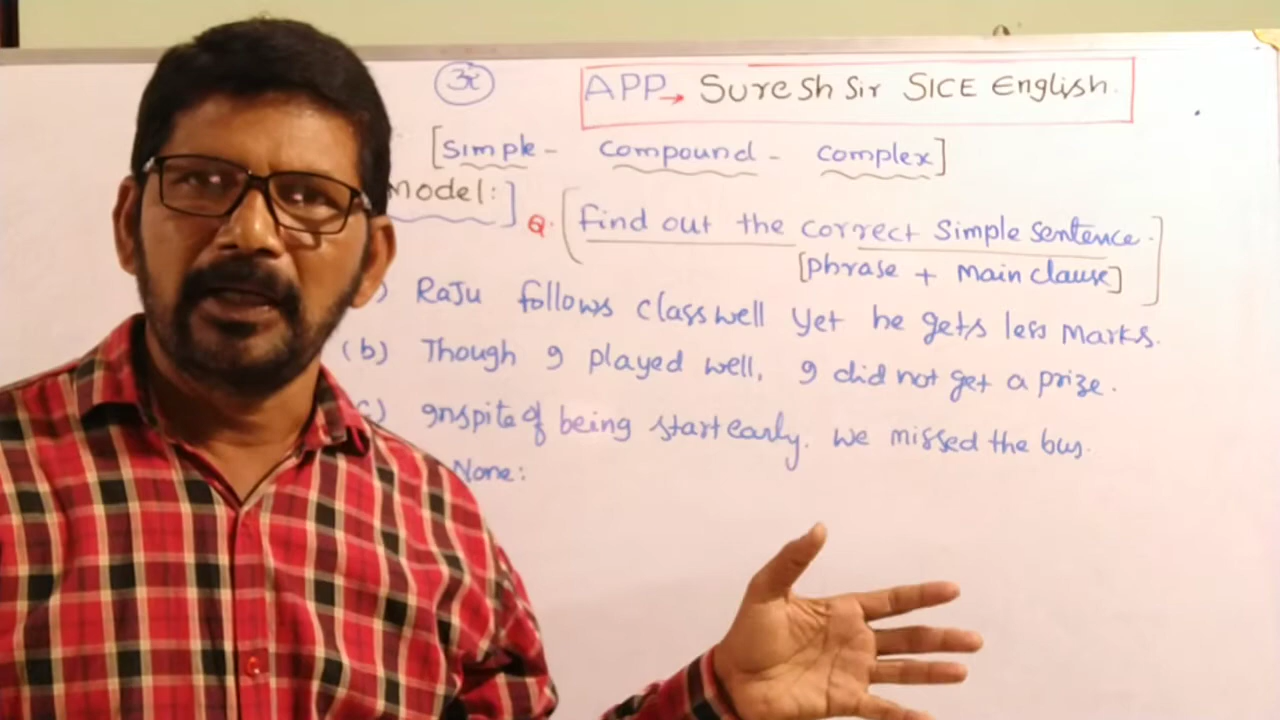 APP→ Suresh Sir SICE English.
[Simple - compound - complex]
Model:]
Q. (find out the correct Simple sentence.]
[phrase + Main clause]
) Raju follows class well yet he gets less Marks.
(b) Though I played well, I did not get a prize.
c) Inspite of being start early, we missed the bus.
None: